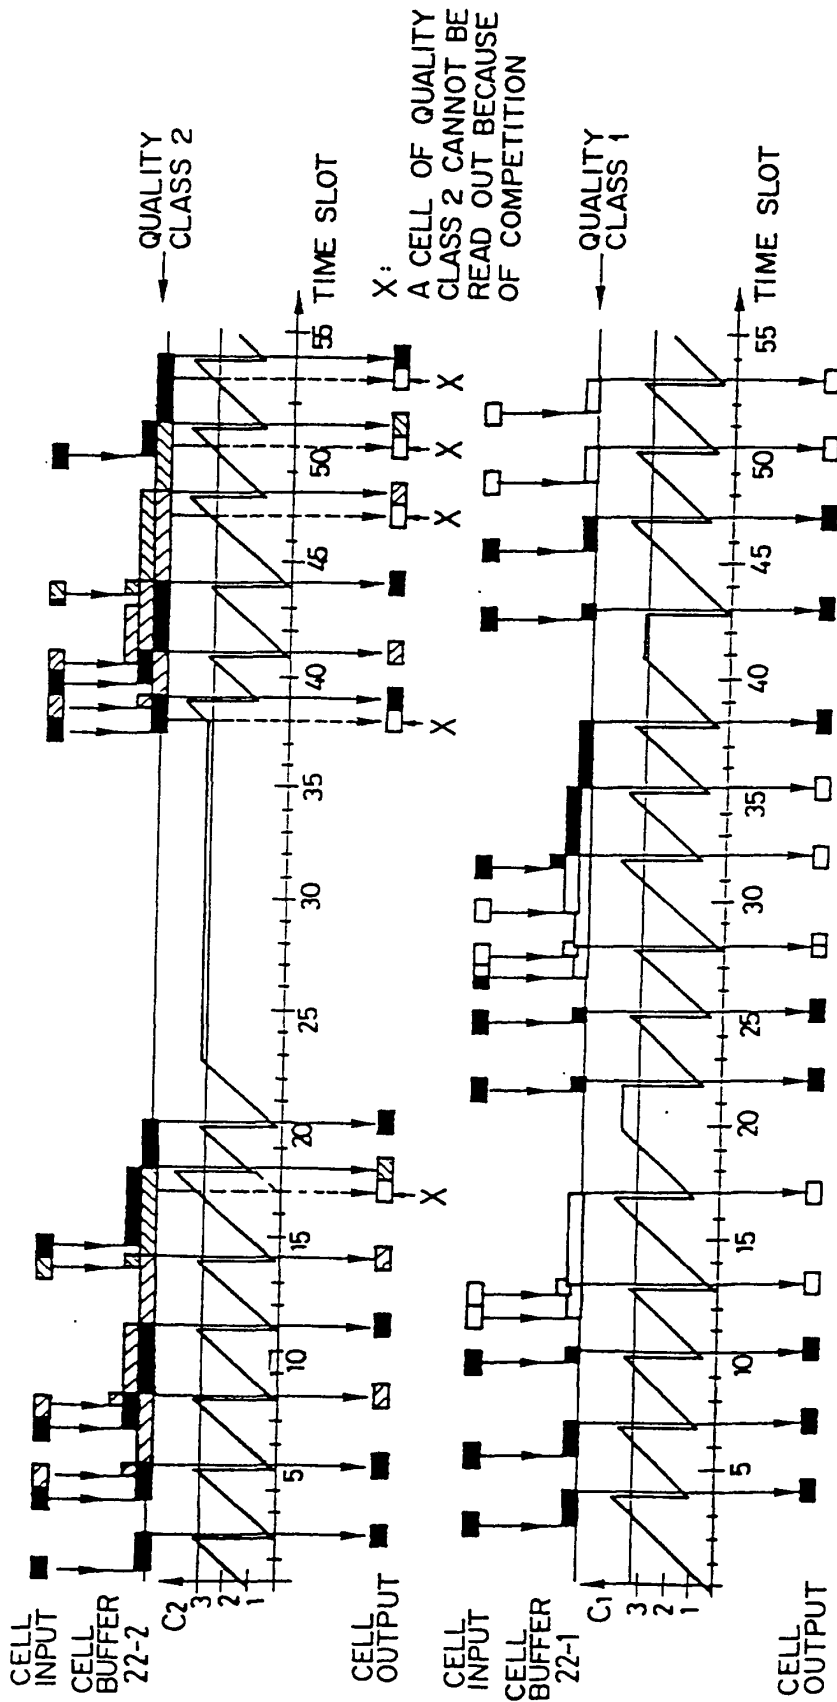 CELL
INPUT
CELL
BUFFER
22-2
C2
3
2
1
5
10
15
20
25
30
35
40
45
50
55
TIME SLOT
QUALITY
CLASS 2
CELL
OUTPUT
X
X
X
X
X
X:
A CELL OF QUALITY
CLASS 2 CANNOT BE
READ OUT BECAUSE
OF COMPETITION
CELL
INPUT
CELL
BUFFER
22-1
C1
3
2
1
5
10
15
20
25
30
35
40
45
50
55
TIME SLOT
QUALITY
CLASS 1
CELL
OUTPUT